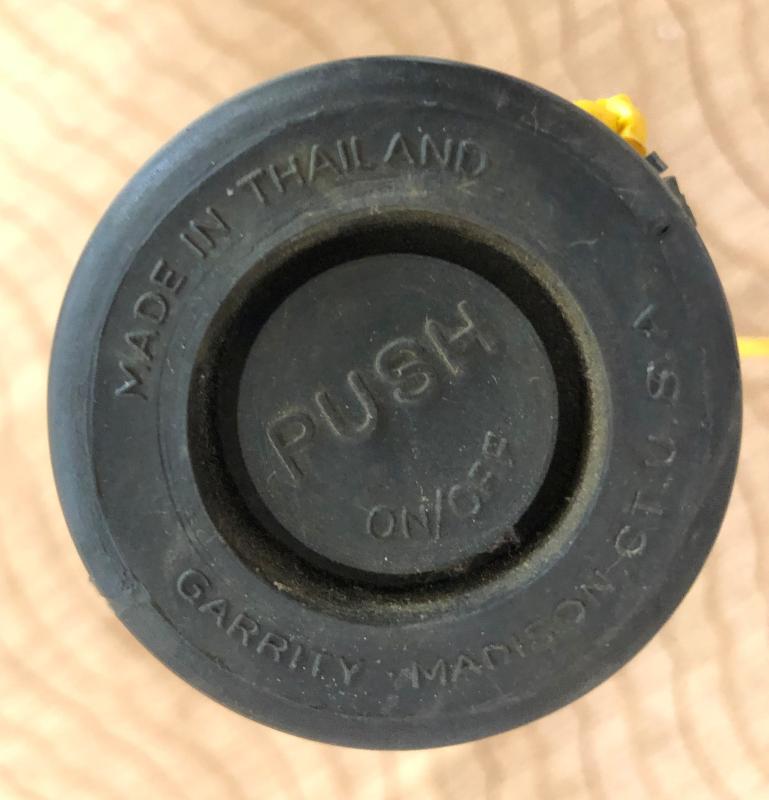 MADE IN THAILAND
PUSH
ON/OFF
GARRITY MADISON, CT. U.S.A